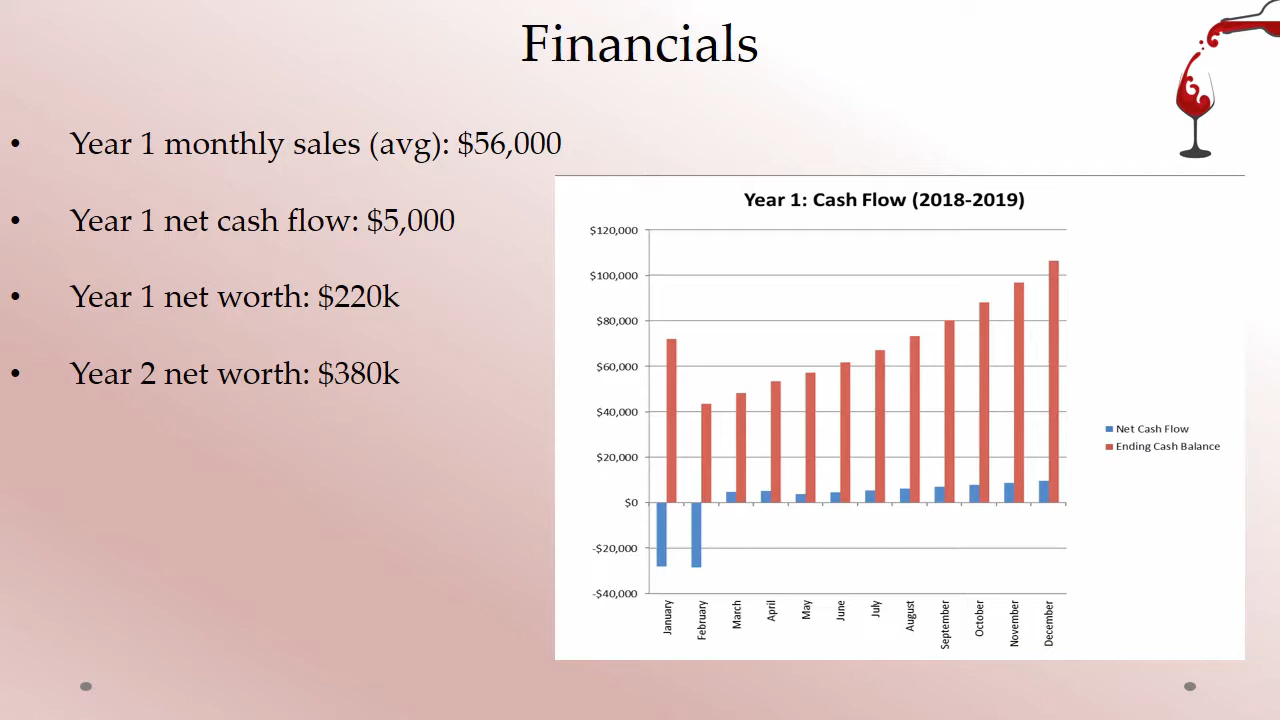 Financials
• Year 1 monthly sales (avg): $56,000
• Year 1 net cash flow: $5,000
• Year 1 net worth: $220k
• Year 2 net worth: $380k
Year 1: Cash Flow (2018-2019)
$120,000
$100,000
$80,000
$60,000
$40,000
$20,000
$0
-$20,000
-$40,000
January
February
March
April
May
June
July
August
September
October
November
December
Net Cash Flow
Ending Cash Balance